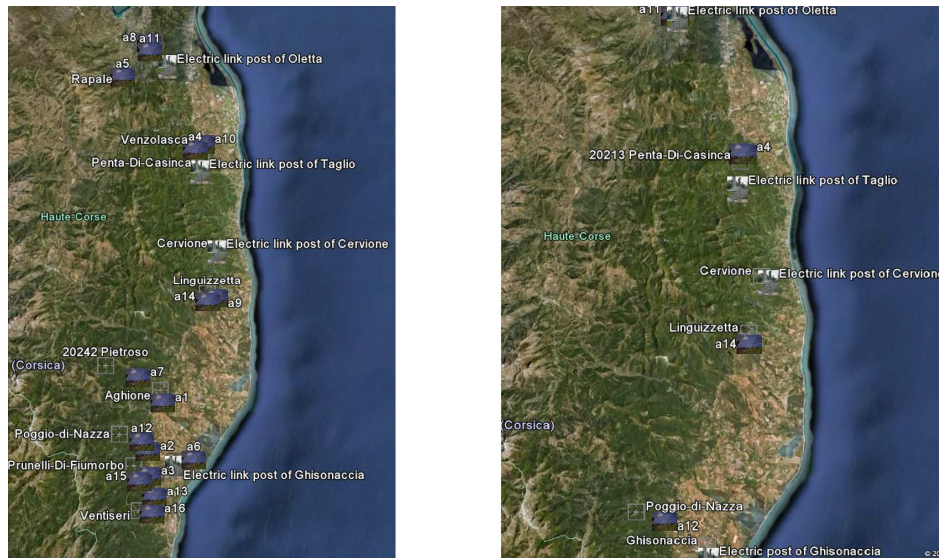 a8 a11
Electric link post of Oletta
a5
Rapale
a4
Venzolasca
a10
Penta-Di-Casinca
Electric link post of Taglio
Haute-Corse
Cervione
Electric link post of Cervione
Linguizzetta
a14
a9
20242 Pietroso
(Corsica)
a7
Aghione
a1
a12
Poggio-di-Nazza
a2
a6
Prunelli-Di-Fiumorbo
a3
Electric link post of Ghisonaccia
a15
a13
a16
Ventiseri
a11
Electric link post of Oletta
a4
20213 Penta-Di-Casinca
Electric link post of Taglio
Haute-Corse
Cervione
Electric link post of Cervione
Linguizzetta
a14
(Corsica)
Poggio-di-Nazza
a12
Ghisonaccia
Electric link post of Ghisonaccia
© 20